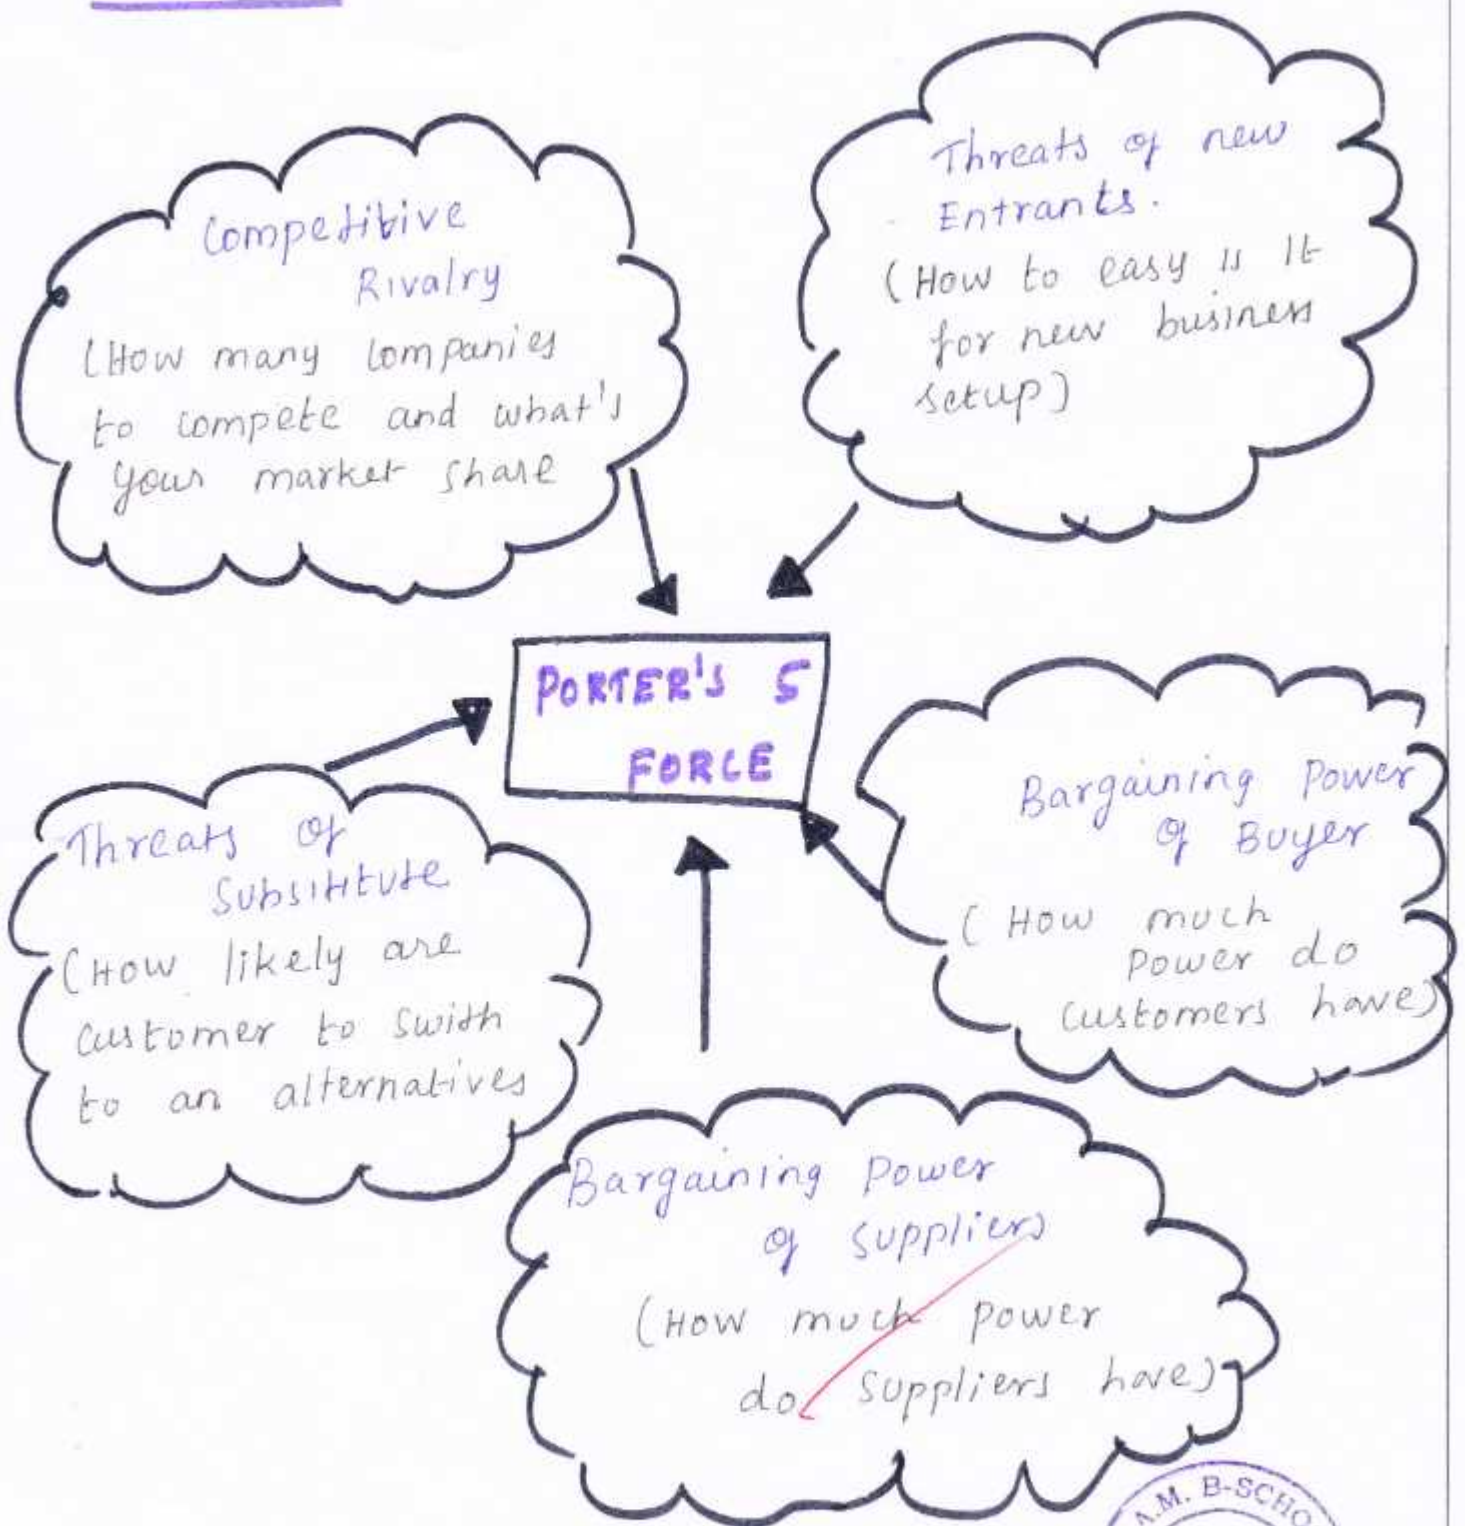 Competitive
Rivalry
(How many companies
to compete and what's
your market share
Threats of new
Entrants.
(How to easy is It
for new business
setup)
PORTER'S 5
FORCE
Threats Of
Substitute
(How likely are
customer to swith
to an alternatives
Bargaining Power
of Buyer
(How much
Power do
customers have)
Bargaining Power
of suppliers
(How much power
do suppliers have)
A.M. B-SCHO